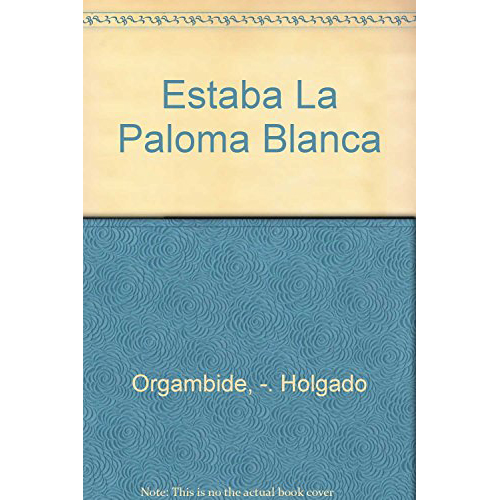 Estaba La
Paloma Blanca
Orgambide, -. Holgado
Note: This is no the actual book cover